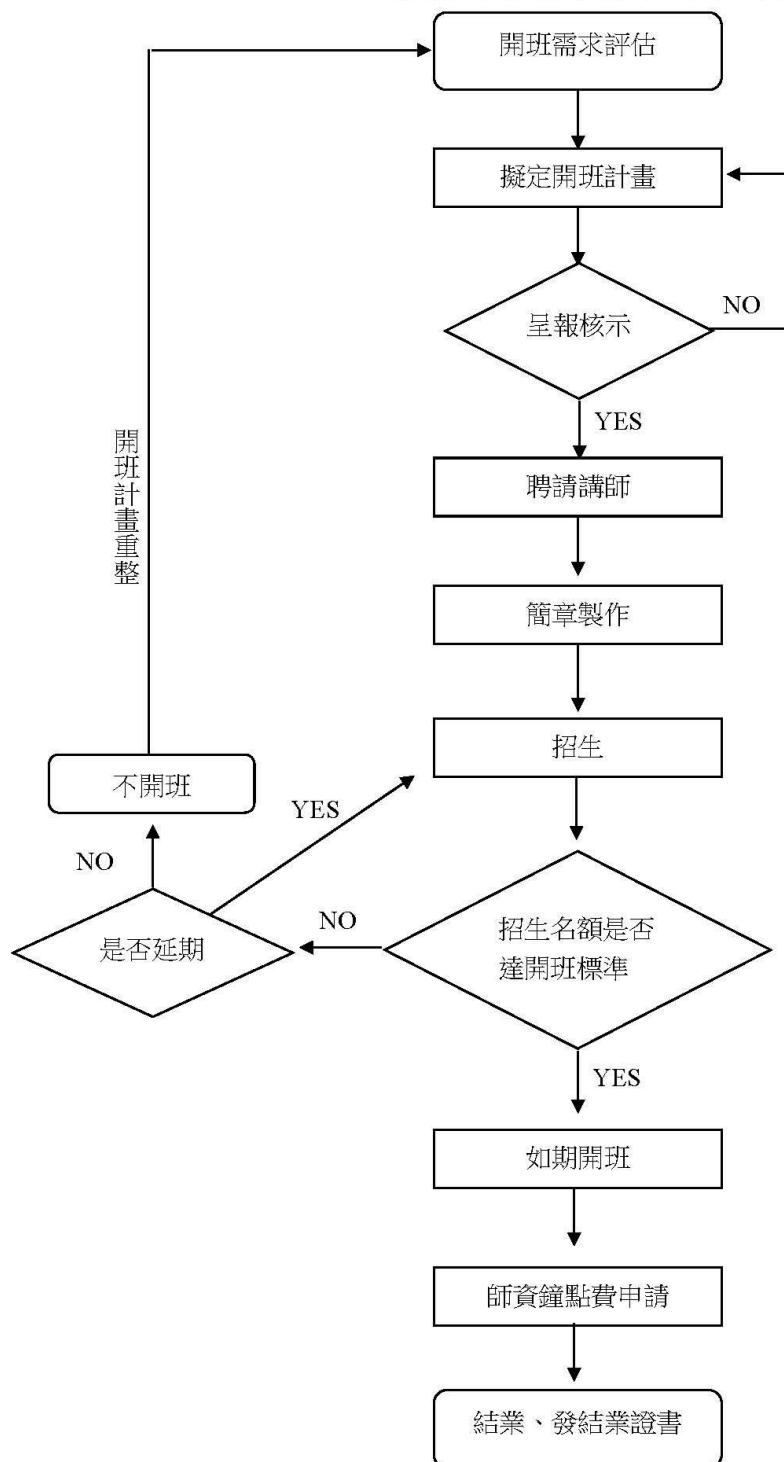 開班需求評估
擬定開班計畫
呈報核示
NO
YES
開班計畫重整
聘請講師
簡章製作
招生
不開班
YES
NO
是否延期
NO
招生名額是否
達開班標準
YES
如期開班
師資鐘點費申請
結業、發結業證書